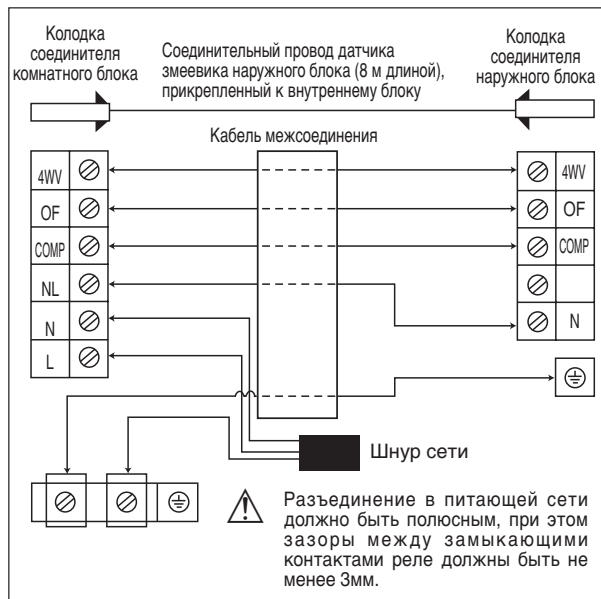 Колодка
соединителя
комнатного блока
Соединительный провод датчика
змеевика наружного блока (8 м длиной),
прикрепленный к внутреннему блоку
Колодка
соединителя
наружного блока
Кабель межсоединения
4WV
OF
COMP
NL
N
L
4WV
OF
COMP
N
Шнур сети
Разъединение в питающей сети
должно быть полюсным, при этом
зазоры между замыкающими
контактами реле должны быть не
менее 3мм.